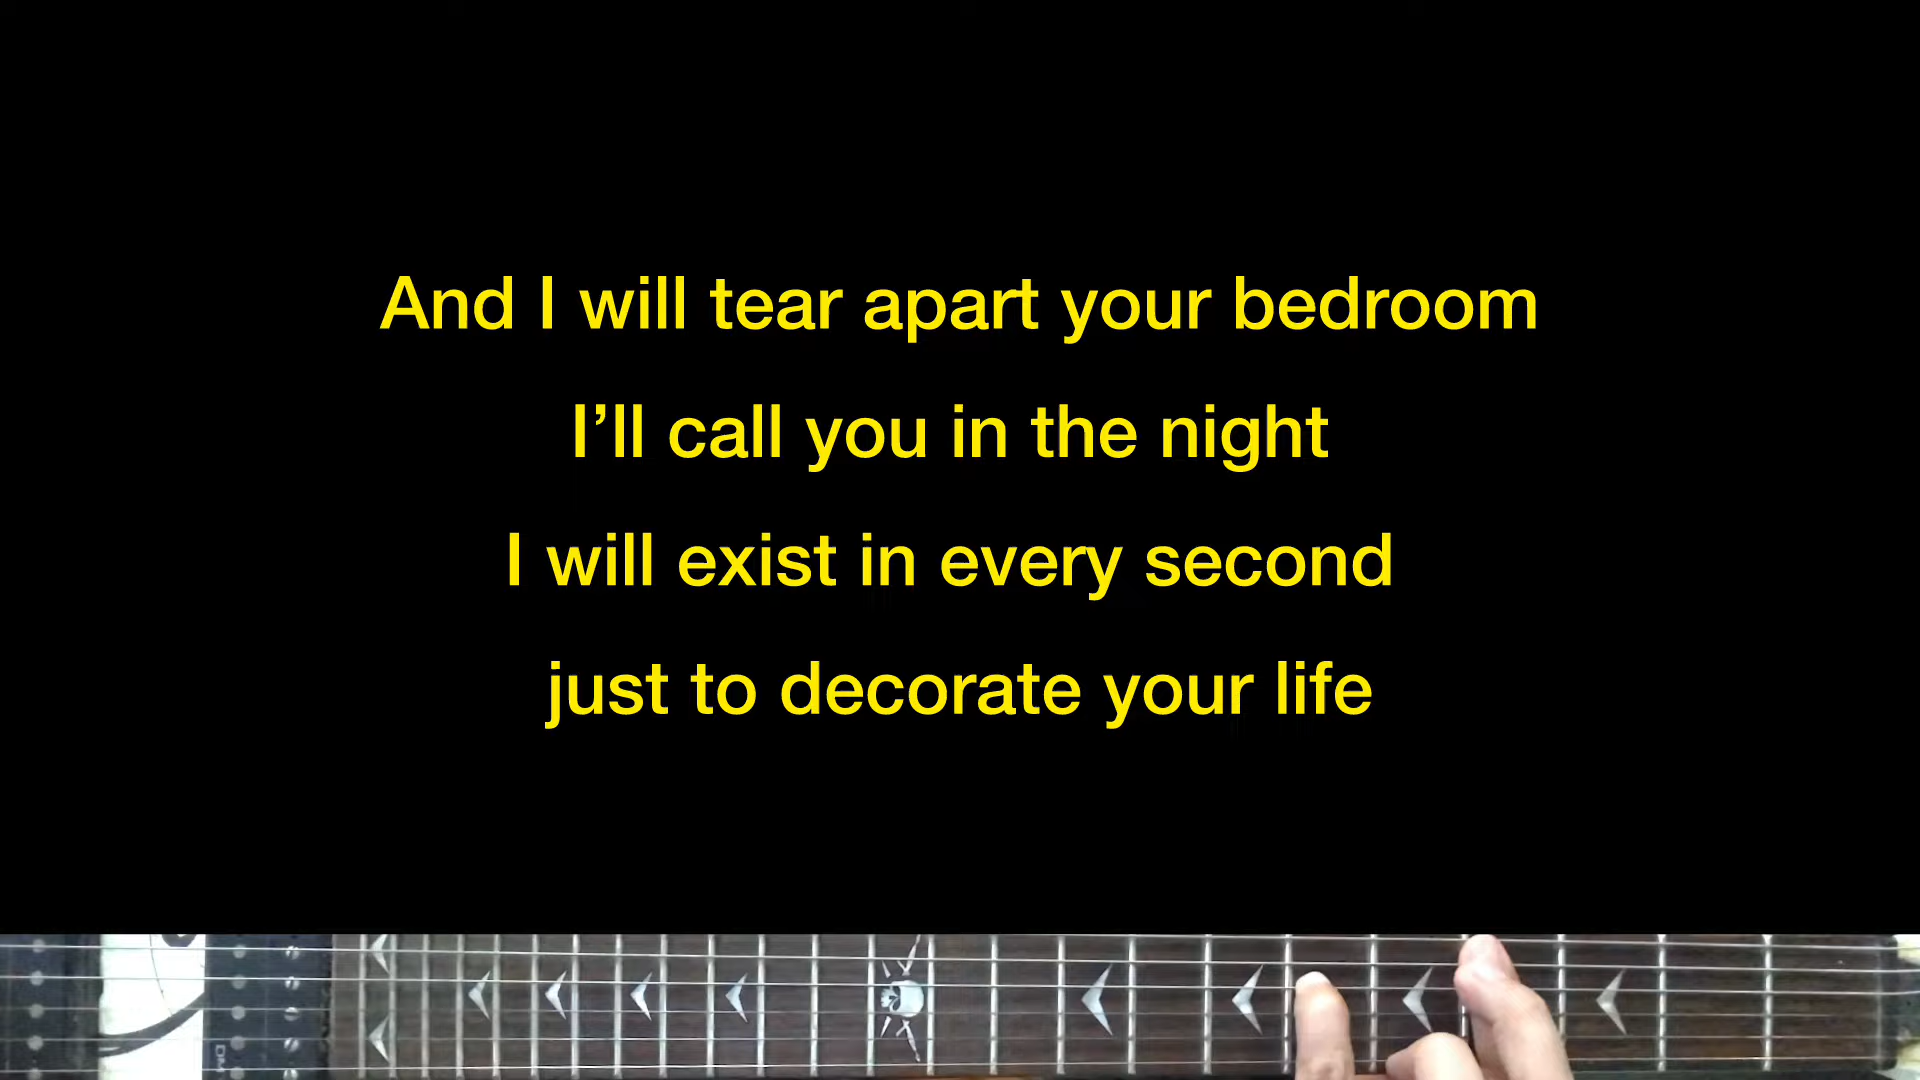 And I will tear apart your bedroom
I’ll call you in the night
I will exist in every second
just to decorate your life